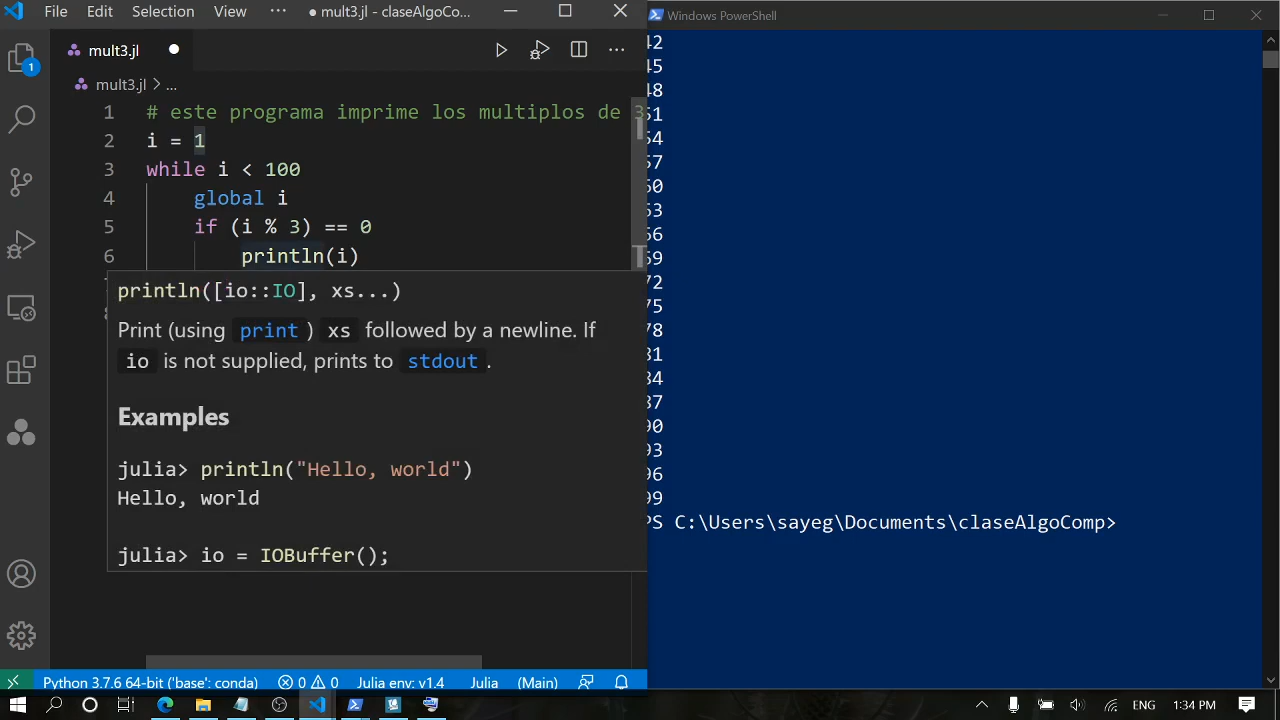 File Edit Selection View ··· ● mult3.jl - claseAlgoCo...
mult3.jl
mult3.jl > ...
1 # este programa imprime los multiplos de 3
2 i = 1
3 while i < 100
4 global i
5 if (i % 3) == 0
6 println(i)
println([io::IO], xs...)
Print (using print ) xs followed by a newline. If
io is not supplied, prints to stdout .
Examples
julia> println("Hello, world")
Hello, world
julia> io = IOBuffer();
1
Python 3.7.6 64-bit ('base': conda) 0 0 Julia env: v1.4 Julia (Main)
Windows PowerShell
42
45
48
51
54
57
60
63
66
69
72
75
78
81
84
87
90
93
96
99
PS C:\Users\sayeg\Documents\claseAlgoComp>
1:34 PM